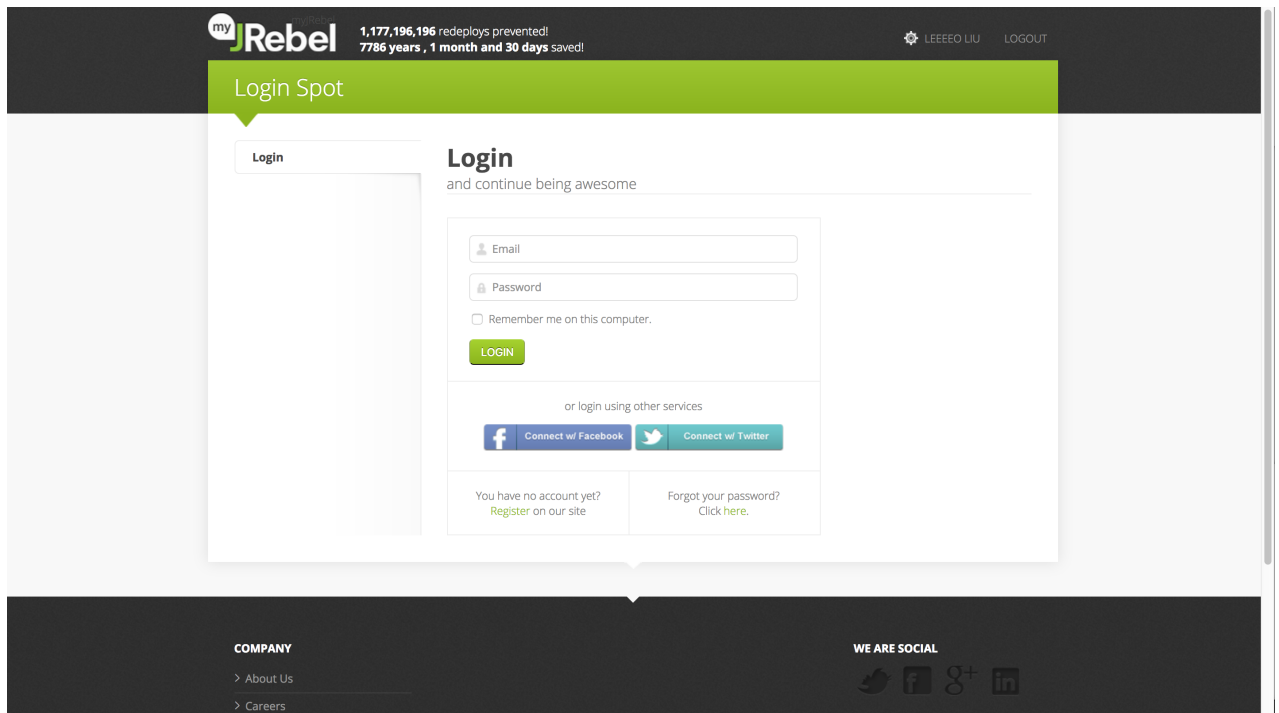 my
JRebel
myJRebel
1,177,196,196 redeploys prevented!
7786 years , 1 month and 30 days saved!
LEEEEO LIU
LOGOUT
Login Spot
Login
Login
and continue being awesome
Email
Password
Remember me on this computer.
LOGIN
or login using other services
Connect w/ Facebook
Connect w/ Twitter
You have no account yet?
Register on our site
Forgot your password?
Click here.
COMPANY
> About Us
> Careers
WE ARE SOCIAL